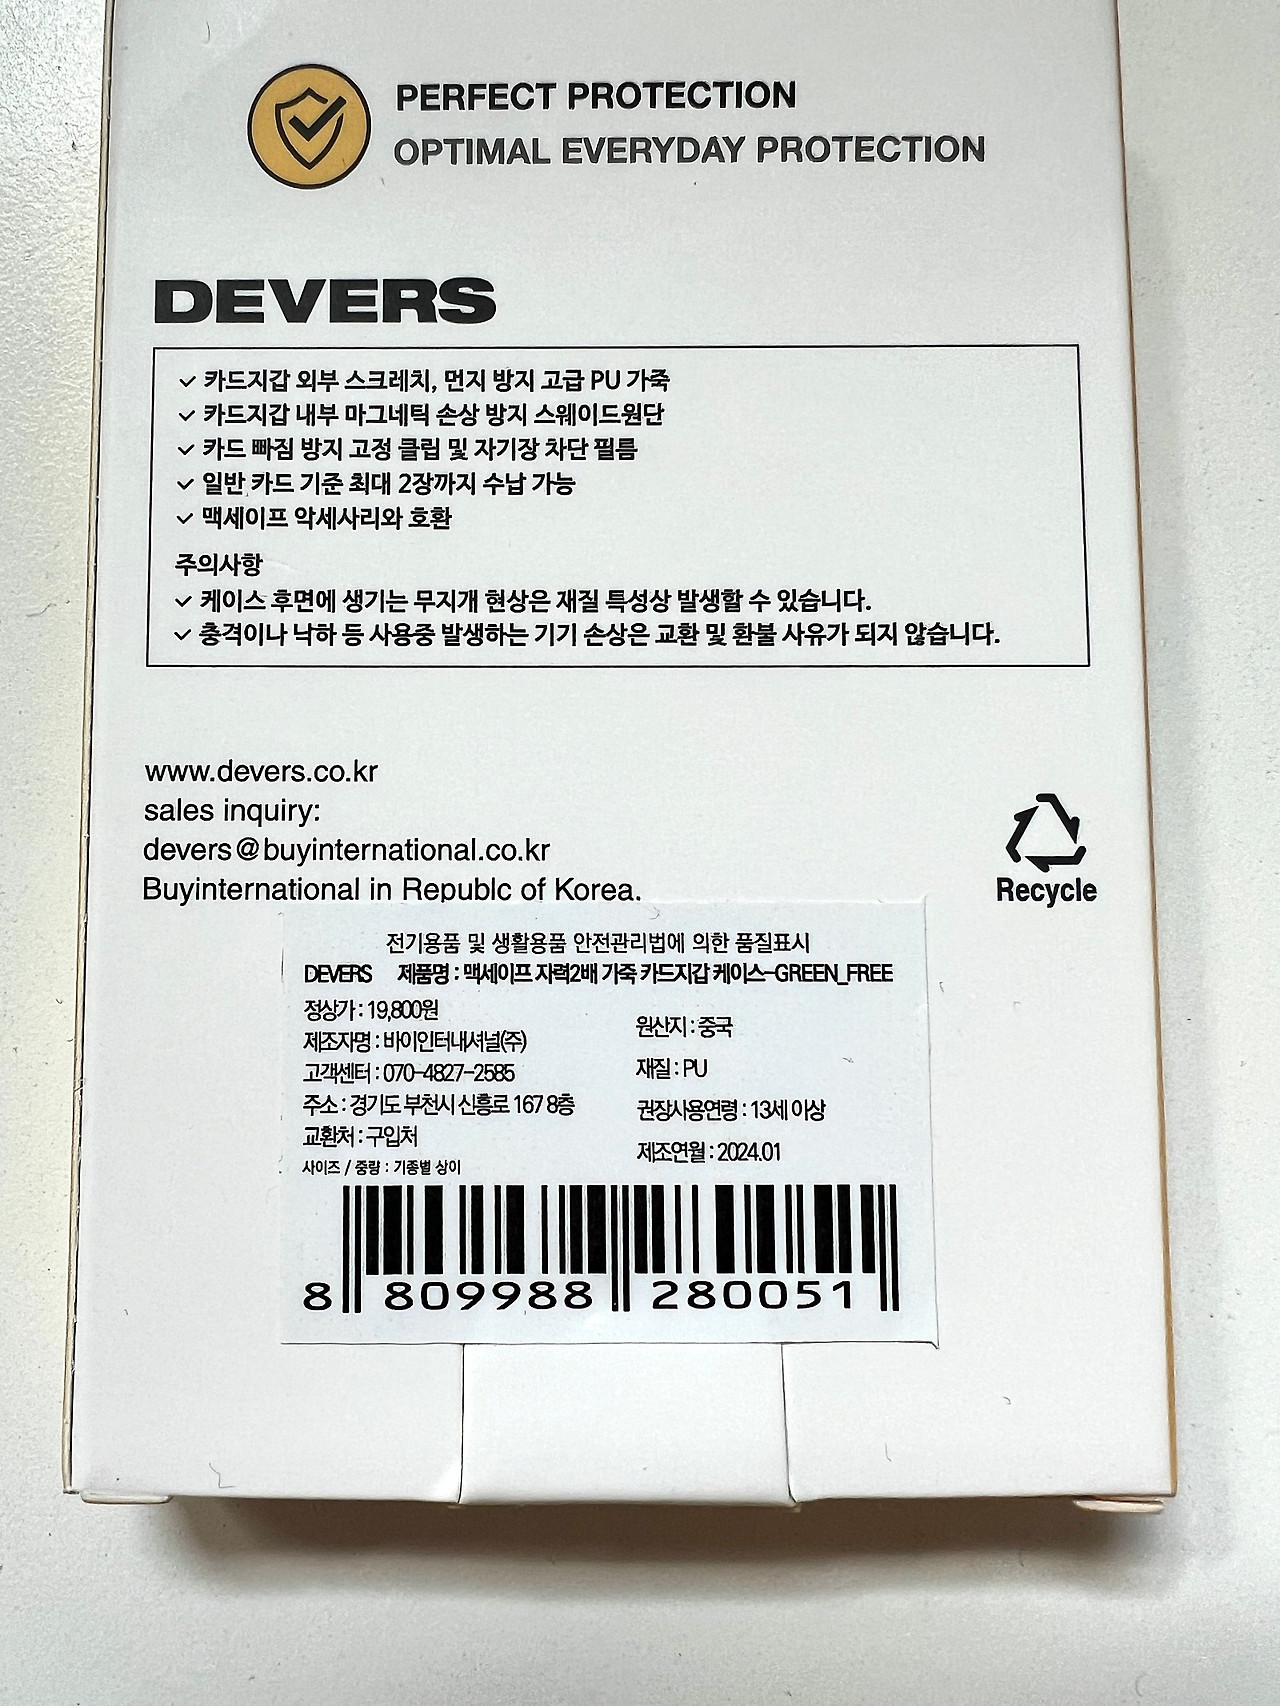 PERFECT PROTECTION
OPTIMAL EVERYDAY PROTECTION
DEVERS
카드지갑 외부 스크레치, 먼지 방지 고급 PU 가죽
카드지갑 내부 마그네틱 손상 방지 스웨이드원단
카드 빠짐 방지 고정 클립 및 자기장 차단 필름
일반 카드 기준 최대 2장까지 수납 가능
맥세이프 악세사리와 호환
주의사항
케이스 후면에 생기는 무지개 현상은 재질 특성상 발생할 수 있습니다.
충격이나 낙하 등 사용중 발생하는 기기 손상은 교환 및 환불 사유가 되지 않습니다.
www.devers.co.kr
sales inquiry:
devers@buyinternational.co.kr
Buyinternational in Republc of Korea.
Recycle
전기용품 및 생활용품 안전관리법에 의한 품질표시
DEVERS 제품명 : 맥세이프 자력2배 가죽 카드지갑 케이스-GREEN_FREE
정상가 : 19,800원
제조자명 : 바이인터내셔널(주)
고객센터 : 070-4827-2585
주소 : 경기도 부천시 신흥로 167 8층
교환처 : 구입처
사이즈 / 중량 : 기종별 상이
원산지 : 중국
재질 : PU
권장사용연령 : 13세 이상
제조연월 : 2024.01
8 809988 280051